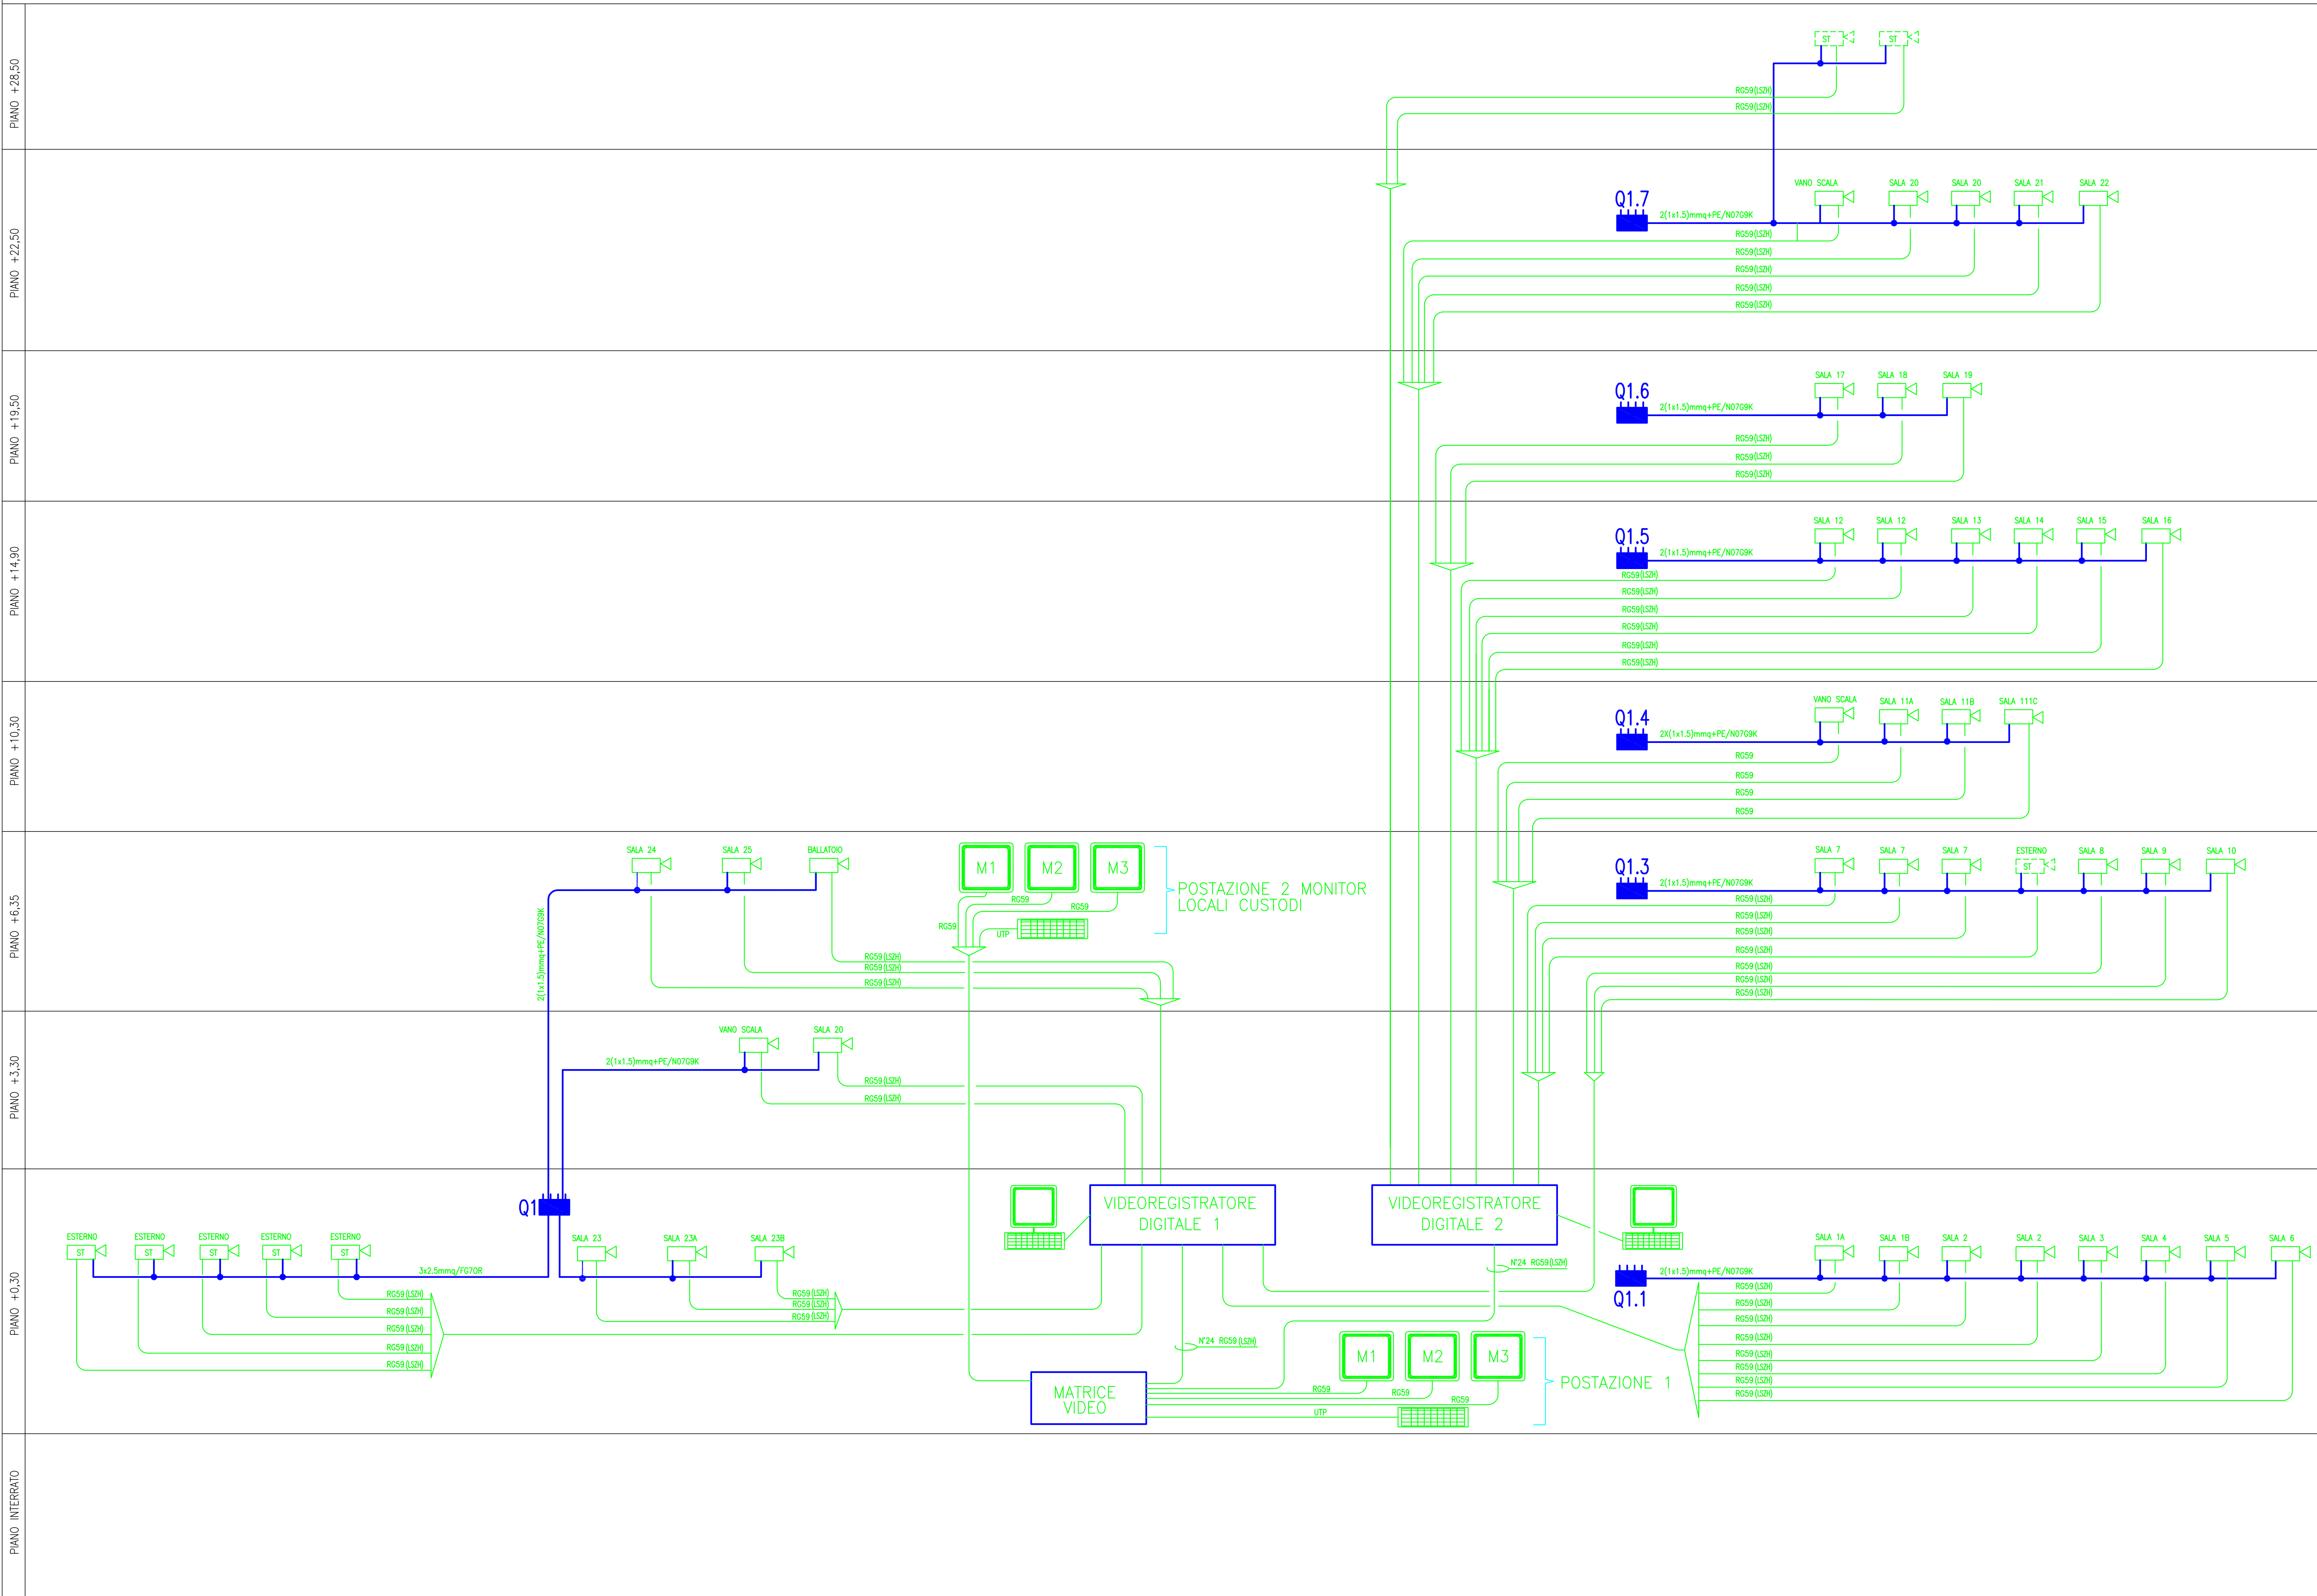 PIANO +28,50
ST
ST
RG59(LSZH)
RG59(LSZH)
PIANO +22,50
Q1.7
2(1x1.5)mmq+PE/N07G9K
VANO SCALA
SALA 20
SALA 20
SALA 21
SALA 22
RG59(LSZH)
RG59(LSZH)
RG59(LSZH)
RG59(LSZH)
RG59(LSZH)
PIANO +19,50
Q1.6
2(1x1.5)mmq+PE/N07G9K
SALA 17
SALA 18
SALA 19
RG59(LSZH)
RG59(LSZH)
RG59(LSZH)
PIANO +14,90
Q1.5
2(1x1.5)mmq+PE/N07G9K
SALA 12
SALA 12
SALA 13
SALA 14
SALA 15
SALA 16
RG59(LSZH)
RG59(LSZH)
RG59(LSZH)
RG59(LSZH)
RG59(LSZH)
RG59(LSZH)
PIANO +10,30
Q1.4
2X(1x1.5)mmq+PE/N07G9K
VANO SCALA
SALA 11A
SALA 11B
SALA 111C
RG59
RG59
RG59
RG59
PIANO +6,35
2(1x1.5)mmq+PE/N07G9K
SALA 24
SALA 25
BALLATOIO
RG59(LSZH)
RG59(LSZH)
RG59(LSZH)
M1
M2
M3
RG59
RG59
RG59
UTP
POSTAZIONE 2 MONITOR
LOCALI CUSTODI
Q1.3
2(1x1.5)mmq+PE/N07G9K
SALA 7
SALA 7
SALA 7
ESTERNO
ST
SALA 8
SALA 9
SALA 10
RG59(LSZH)
RG59(LSZH)
RG59(LSZH)
RG59(LSZH)
RG59(LSZH)
RG59(LSZH)
RG59(LSZH)
PIANO +3,30
2(1x1.5)mmq+PE/N07G9K
VANO SCALA
SALA 20
RG59(LSZH)
RG59(LSZH)
PIANO +0,30
Q1
ESTERNO
ST
ESTERNO
ST
ESTERNO
ST
ESTERNO
ST
ESTERNO
ST
3x2.5mmq/FG7OR
RG59(LSZH)
RG59(LSZH)
RG59(LSZH)
RG59(LSZH)
RG59(LSZH)
SALA 23
SALA 23A
SALA 23B
RG59(LSZH)
RG59(LSZH)
RG59(LSZH)
VIDEOREGISTRATORE
DIGITALE 1
VIDEOREGISTRATORE
DIGITALE 2
N°24 RG59(LSZH)
N°24 RG59(LSZH)
MATRICE
VIDEO
M1
M2
M3
RG59
RG59
RG59
UTP
POSTAZIONE 1
Q1.1
2(1x1.5)mmq+PE/N07G9K
SALA 1A
SALA 1B
SALA 2
SALA 2
SALA 3
SALA 4
SALA 5
SALA 6
RG59(LSZH)
RG59(LSZH)
RG59(LSZH)
RG59(LSZH)
RG59(LSZH)
RG59(LSZH)
RG59(LSZH)
RG59(LSZH)
PIANO INTERRATO